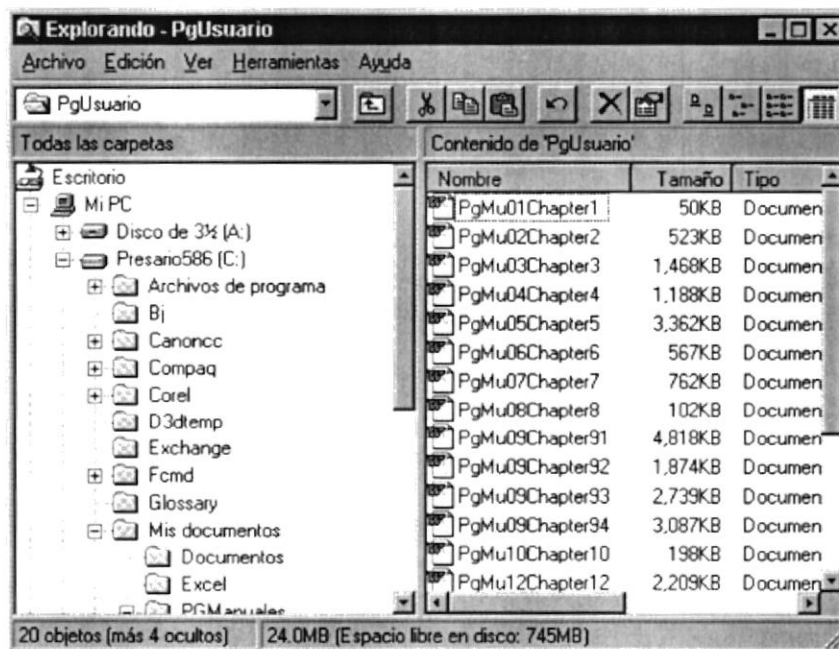 Explorando - PgUsuario
Archivo Edición Ver Herramientas Ayuda
PgUsuario
Todas las carpetas
Contenido de 'PgUsuario'
Escritorio
Mi PC
Disco de 3½ (A:)
Presario586 (C:)
Archivos de programa
Bj
Canoncc
Compaq
Corel
D3dtemp
Exchange
Fcmd
Glossary
Mis documentos
Documentos
Excel
PGManuales
Nombre Tamaño Tipo
PgMu01Chapter1 50KB Documen
PgMu02Chapter2 523KB Documen
PgMu03Chapter3 1,468KB Documen
PgMu04Chapter4 1,188KB Documen
PgMu05Chapter5 3,362KB Documen
PgMu06Chapter6 567KB Documen
PgMu07Chapter7 762KB Documen
PgMu08Chapter8 102KB Documen
PgMu09Chapter91 4,818KB Documen
PgMu09Chapter92 1,874KB Documen
PgMu09Chapter93 2,739KB Documen
PgMu09Chapter94 3,087KB Documen
PgMu10Chapter10 198KB Documen
PgMu12Chapter12 2,209KB Documen
20 objetos (más 4 ocultos) 24.0MB (Espacio libre en disco: 745MB)